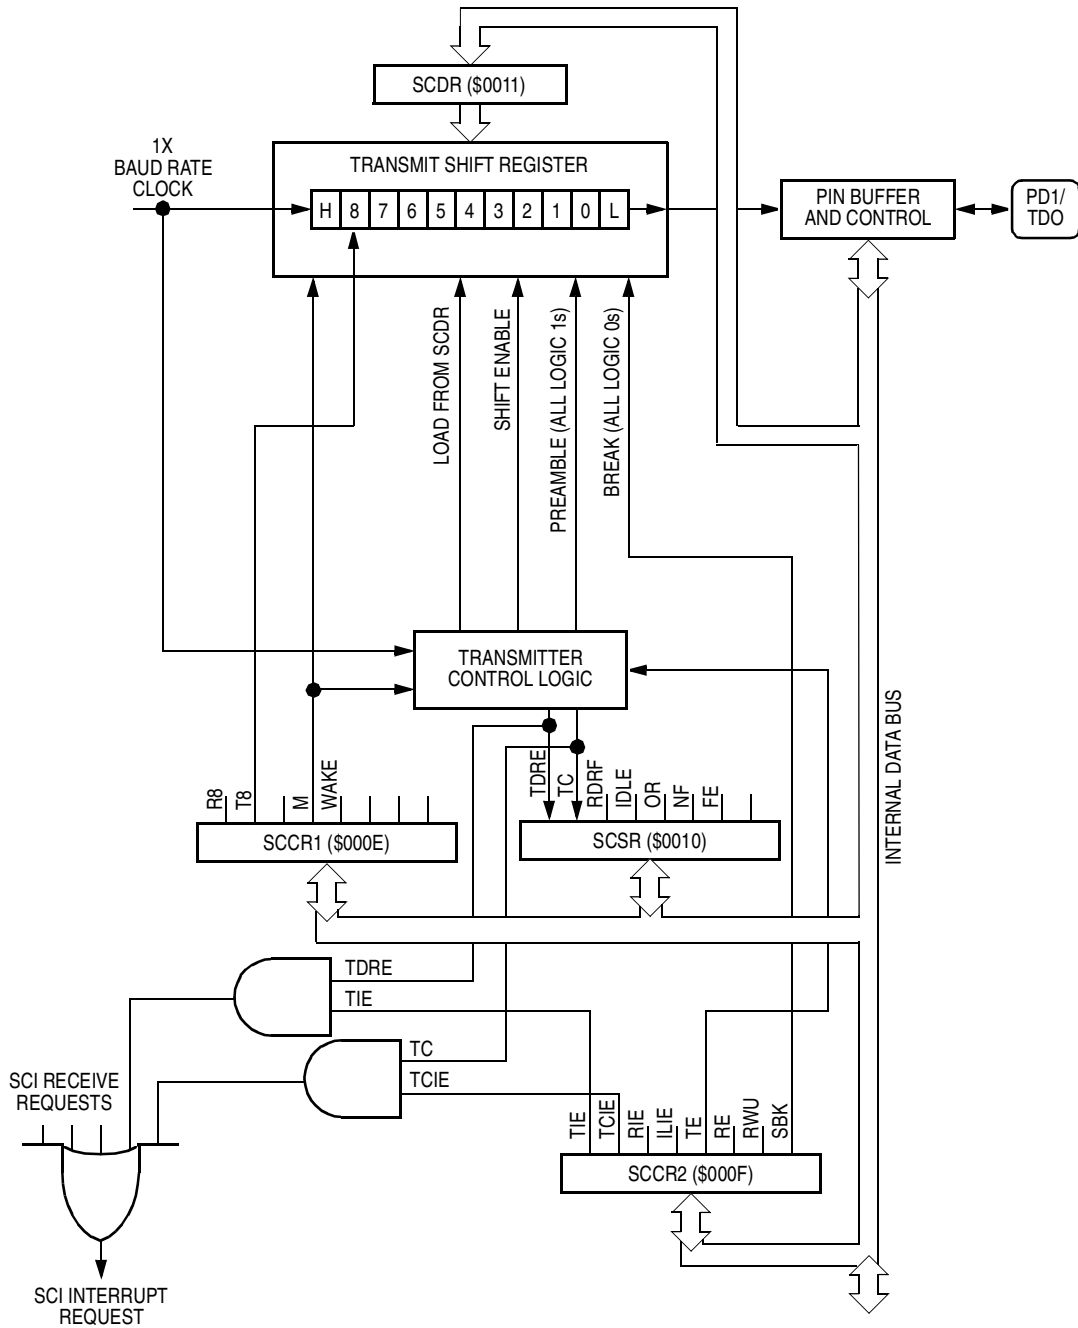 SCDR ($0011)
1X
BAUD RATE
CLOCK
TRANSMIT SHIFT REGISTER
H 8 7 6 5 4 3 2 1 0 L
PIN BUFFER
AND CONTROL
PD1/
TDO
LOAD FROM SCDR
SHIFT ENABLE
PREAMBLE (ALL LOGIC 1s)
BREAK (ALL LOGIC 0s)
TRANSMITTER
CONTROL LOGIC
INTERNAL DATA BUS
R8
T8
M
WAKE
SCCR1 ($000E)
TDRE
TC
RDRF
IDLE
OR
NF
FE
SCSR ($0010)
TDRE
TIE
TC
TCIE
SCI RECEIVE
REQUESTS
TIE
TCIE
RIE
ILIE
TE
RE
RWU
SBK
SCCR2 ($000F)
SCI INTERRUPT
REQUEST